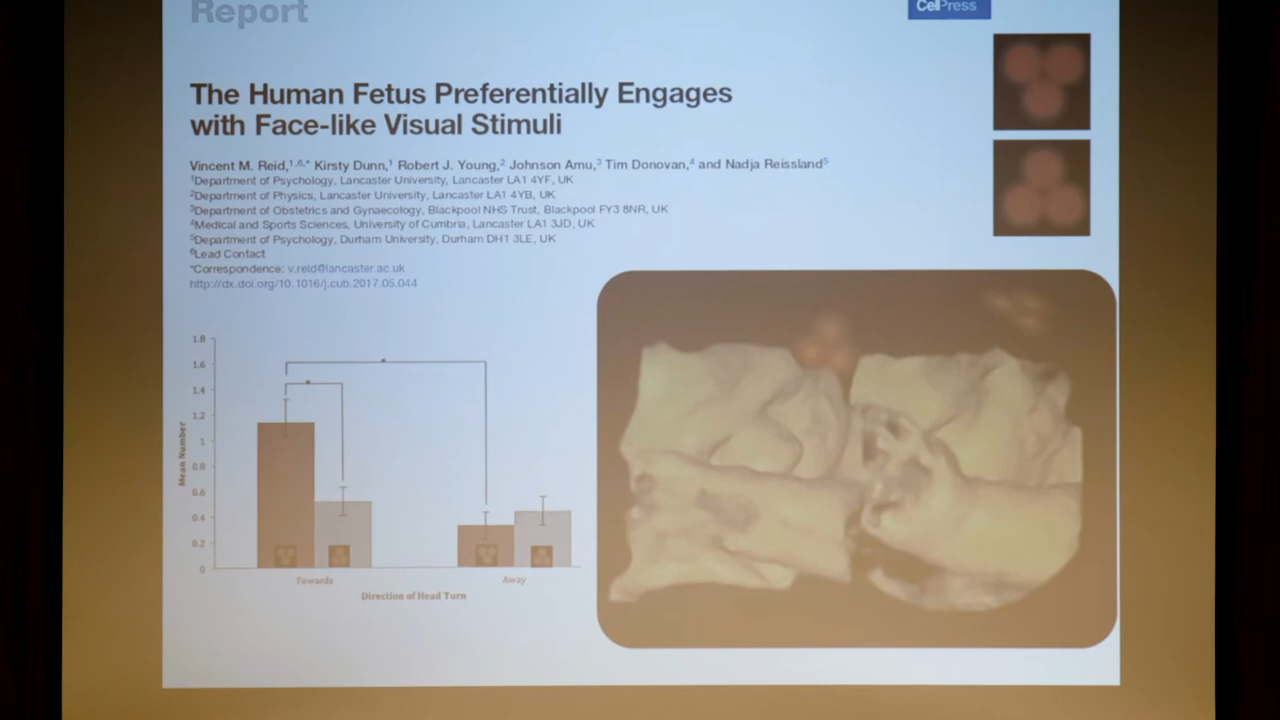 Report
CellPress
The Human Fetus Preferentially Engages
with Face-like Visual Stimuli
Vincent M. Reid,1,6,* Kirsty Dunn,1 Robert J. Young,2 Johnson Amu,3 Tim Donovan,4 and Nadja Reissland5
1Department of Psychology, Lancaster University, Lancaster LA1 4YF, UK
2Department of Physics, Lancaster University, Lancaster LA1 4YB, UK
3Department of Obstetrics and Gynaecology, Blackpool NHS Trust, Blackpool FY3 8NR, UK
4Medical and Sports Sciences, University of Cumbria, Lancaster LA1 3JD, UK
5Department of Psychology, Durham University, Durham DH1 3LE, UK
6Lead Contact
*Correspondence: v.reid@lancaster.ac.uk
http://dx.doi.org/10.1016/j.cub.2017.05.044
1.8
1.6
1.4
1.2
1
0.8
0.6
0.4
0.2
0
Mean Number
Towards
Away
Direction of Head Turn